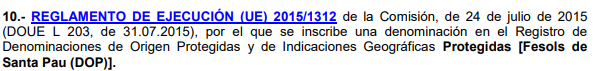 10.- REGLAMENTO DE EJECUCIÓN (UE) 2015/1312 de la Comisión, de 24 de julio de 2015
(DOUE L 203, de 31.07.2015), por el que se inscribe una denominación en el Registro de
Denominaciones de Origen Protegidas y de Indicaciones Geográficas Protegidas [Fesols de
Santa Pau (DOP)].